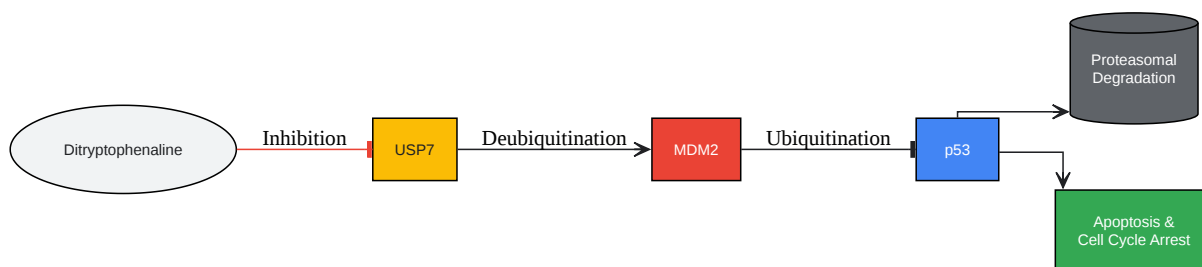 Ditryptophenaline
Inhibition
USP7
Deubiquitination
MDM2
Ubiquitination
p53
Proteasomal
Degradation
Apoptosis &
Cell Cycle Arrest